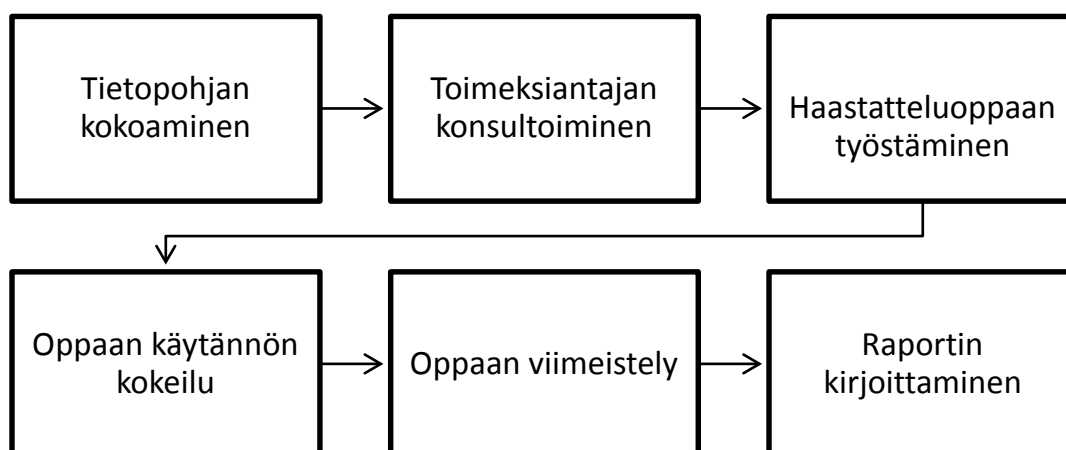 Tietopohjan
kokoaminen
Toimeksiantajan
konsultoiminen
Haastatteluoppaan
työstäminen
Oppaan käytännön
kokeilu
Oppaan viimeistely
Raportin
kirjoittaminen